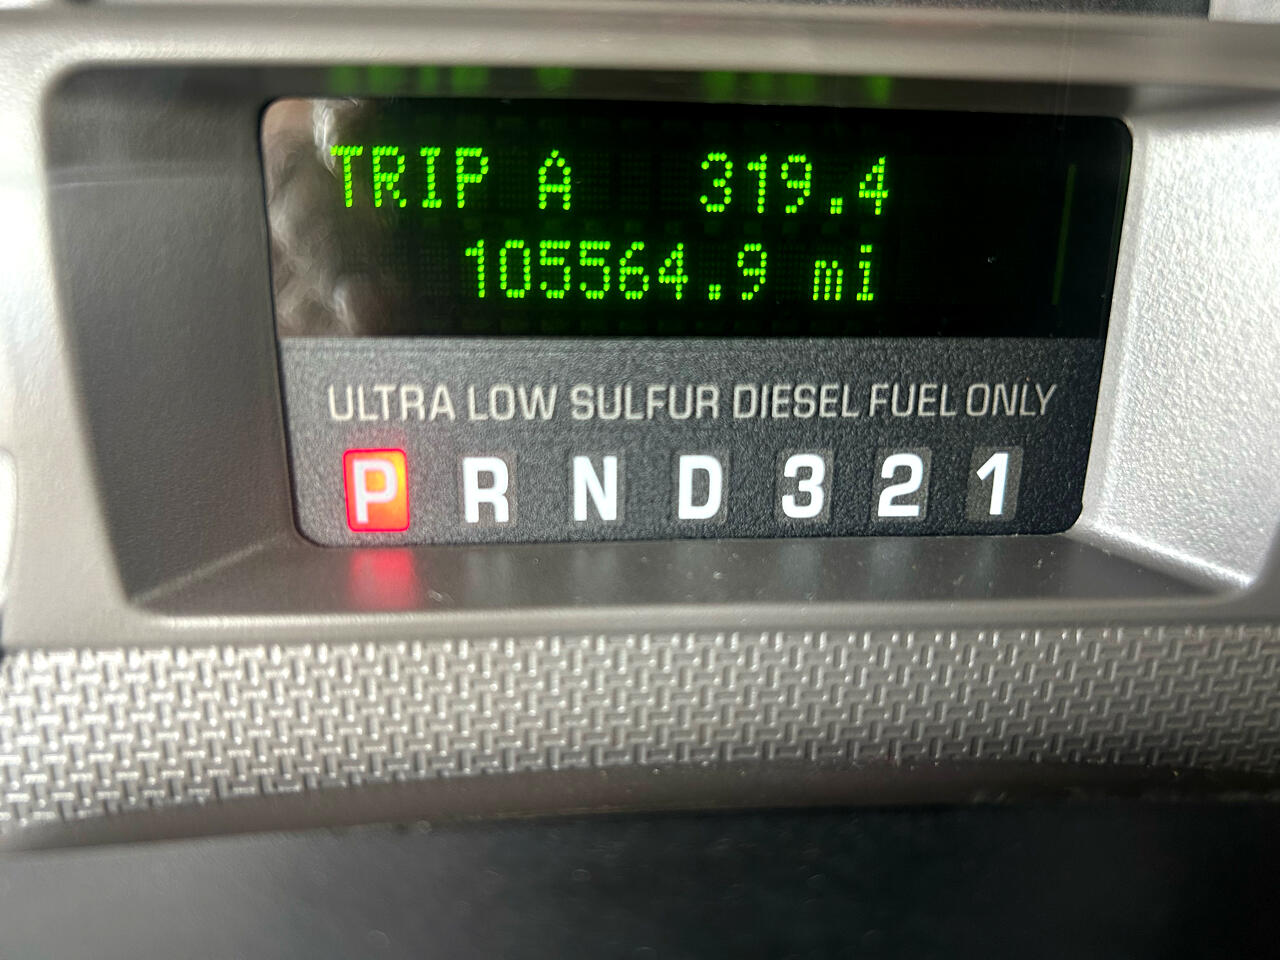 TRIP A 319.4
105564.9 mi
ULTRA LOW SULFUR DIESEL FUEL ONLY
P R N D 3 2 1